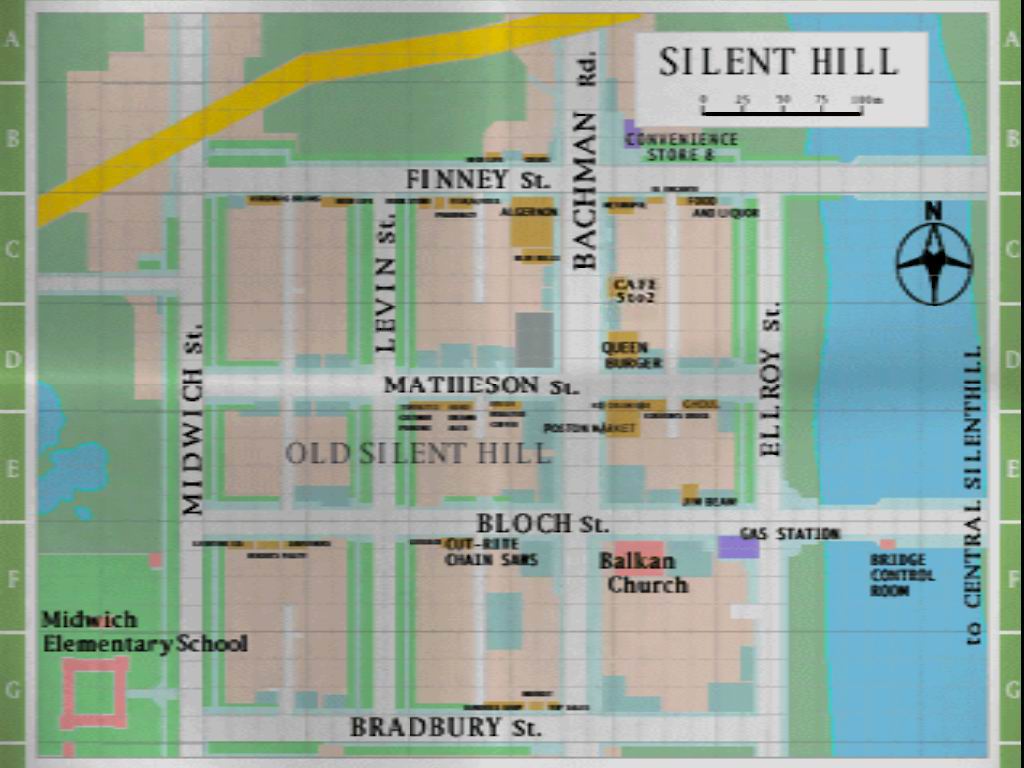 A
A
SILENT HILL
0 25 50 75 100m
BACHMAN Rd.
B
B
CONVENIENCE
STORE 8
FINNEY St.
FOOD
AND LIQUOR
ALGERNON
N
C
C
LEVIN St.
CAFE
5to2
D
D
QUEEN
BURGER
MIDWICH St.
MATHESON St.
ELLROY St.
POSTON MARKET
E
E
OLD SILENT HILL
JIM BEAM
to CENTRAL SILENTHILL
BLOCH St.
GAS STATION
CUT-RITE
CHAIN SAWS
Balkan
Church
BRIDGE
CONTROL
ROOM
F
F
Midwich
Elementary School
G
G
BRADBURY St.